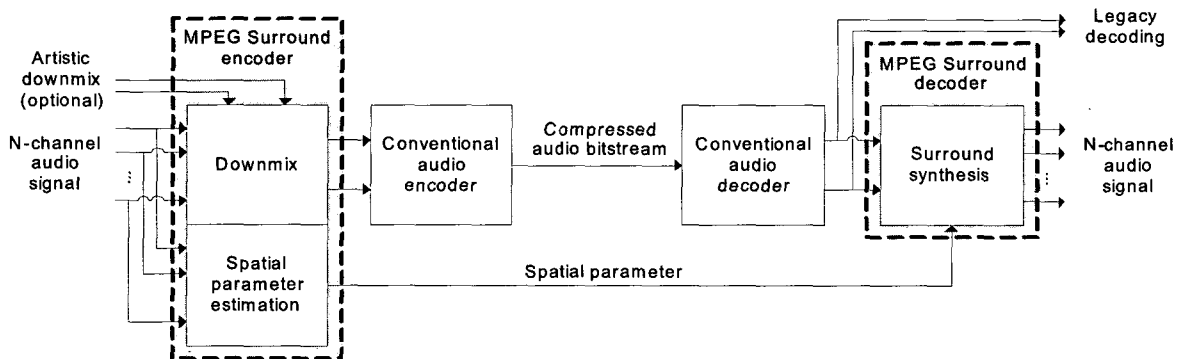 MPEG Surround
encoder
Artistic
downmix
(optional)
N-channel
audio
signal
...
Downmix
Spatial
parameter
estimation
Conventional
audio
encoder
Compressed
audio bitstream
Spatial parameter
Conventional
audio
decoder
Legacy
decoding
MPEG Surround
decoder
Surround
synthesis
N-channel
audio
signal
...